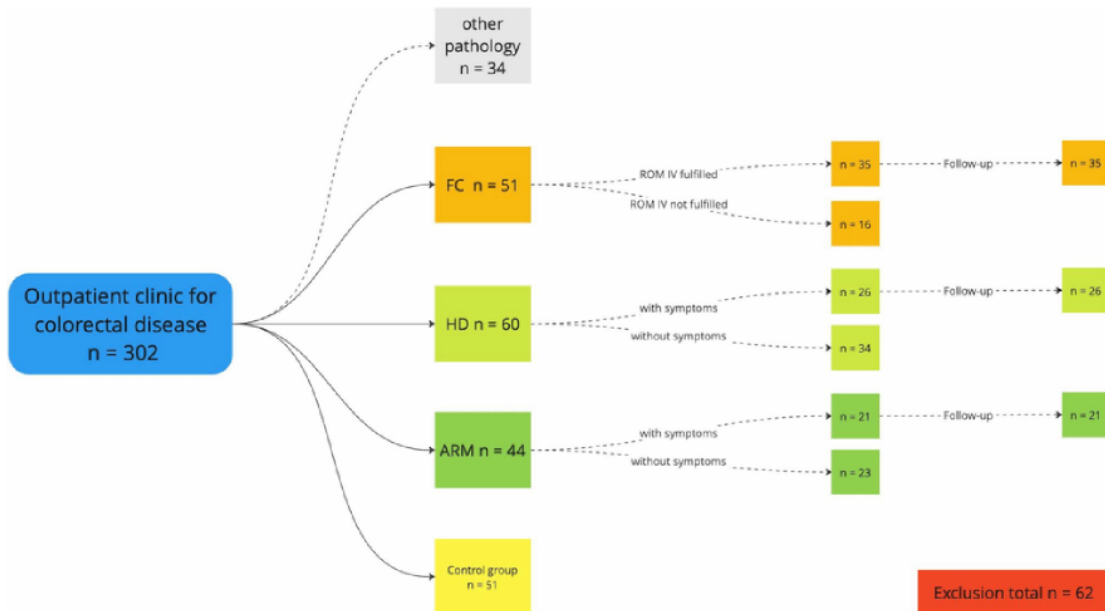 other
pathology
n = 34
FC n = 51
ROM IV fulfilled
ROM IV not fulfilled
n = 35
Follow-up
n = 35
n = 16
Outpatient clinic for
colorectal disease
n = 302
HD n = 60
with symptoms
without symptoms
n = 26
Follow-up
n = 26
n = 34
ARM n = 44
with symptoms
without symptoms
n = 21
Follow-up
n = 21
n = 23
Control group
n = 51
Exclusion total n = 62